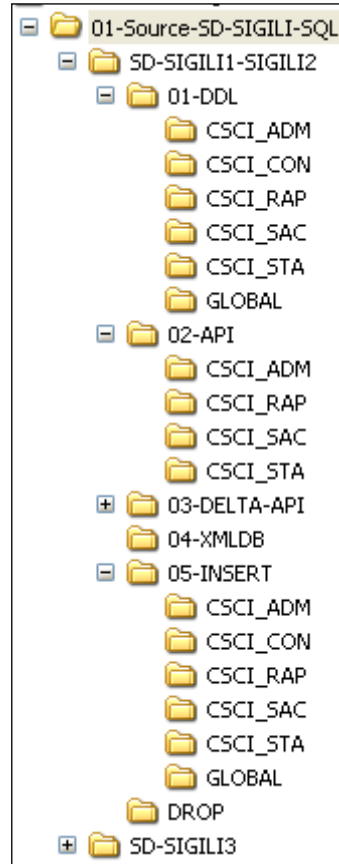 01-Source-SD-SIGILI-SQL
SD-SIGILI1-SIGILI2
01-DDL
CSCI_ADM
CSCI_CON
CSCI_RAP
CSCI_SAC
CSCI_STA
GLOBAL
02-API
CSCI_ADM
CSCI_RAP
CSCI_SAC
CSCI_STA
03-DELTA-API
04-XMLDB
05-INSERT
CSCI_ADM
CSCI_CON
CSCI_RAP
CSCI_SAC
CSCI_STA
GLOBAL
DROP
SD-SIGILI3